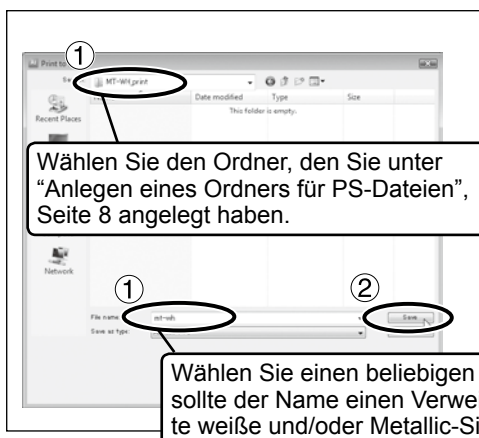 ①
Print to
MT-WH_print
Date modified Type Size
This folder is empty.
Recent Places
Wählen Sie den Ordner, den Sie unter
“Anlegen eines Ordners für PS-Dateien”,
Seite 8 angelegt haben.
Network
① ②
File name: mt-wh Save
Save as type:
Wählen Sie einen beliebigen
sollte der Name einen Verwe
te weiße und/oder Metallic-Si